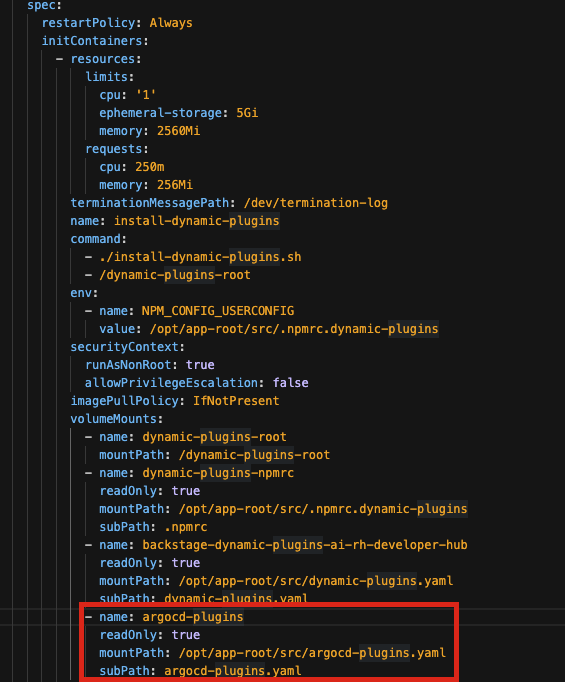 spec:
restartPolicy: Always
initContainers:
- resources:
limits:
cpu: '1'
ephemeral-storage: 5Gi
memory: 2560Mi
requests:
cpu: 250m
memory: 256Mi
terminationMessagePath: /dev/termination-log
name: install-dynamic-plugins
command:
- ./install-dynamic-plugins.sh
- /dynamic-plugins-root
env:
- name: NPM_CONFIG_USERCONFIG
value: /opt/app-root/src/.npmrc.dynamic-plugins
securityContext:
runAsNonRoot: true
allowPrivilegeEscalation: false
imagePullPolicy: IfNotPresent
volumeMounts:
- name: dynamic-plugins-root
mountPath: /dynamic-plugins-root
- name: dynamic-plugins-npmrc
readOnly: true
mountPath: /opt/app-root/src/.npmrc.dynamic-plugins
subPath: .npmrc
- name: backstage-dynamic-plugins-ai-rh-developer-hub
readOnly: true
mountPath: /opt/app-root/src/dynamic-plugins.yaml
subPath: dynamic-plugins.yaml
- name: argocd-plugins
readOnly: true
mountPath: /opt/app-root/src/argocd-plugins.yaml
subPath: argocd-plugins.yaml